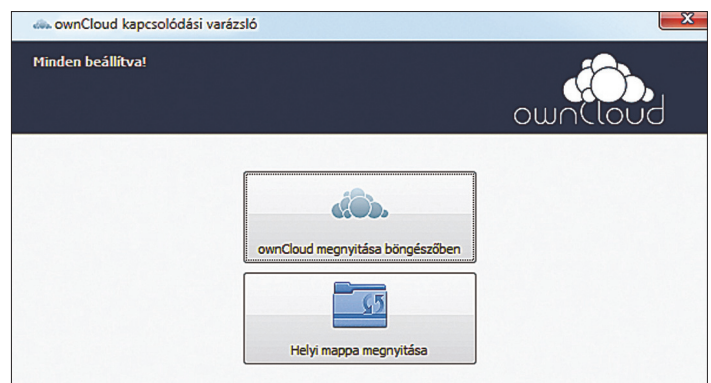 ownCloud kapcsolódási varázsló
Minden beállítva!
ownCloud
ownCloud megnyitása böngészőben
Helyi mappa megnyitása